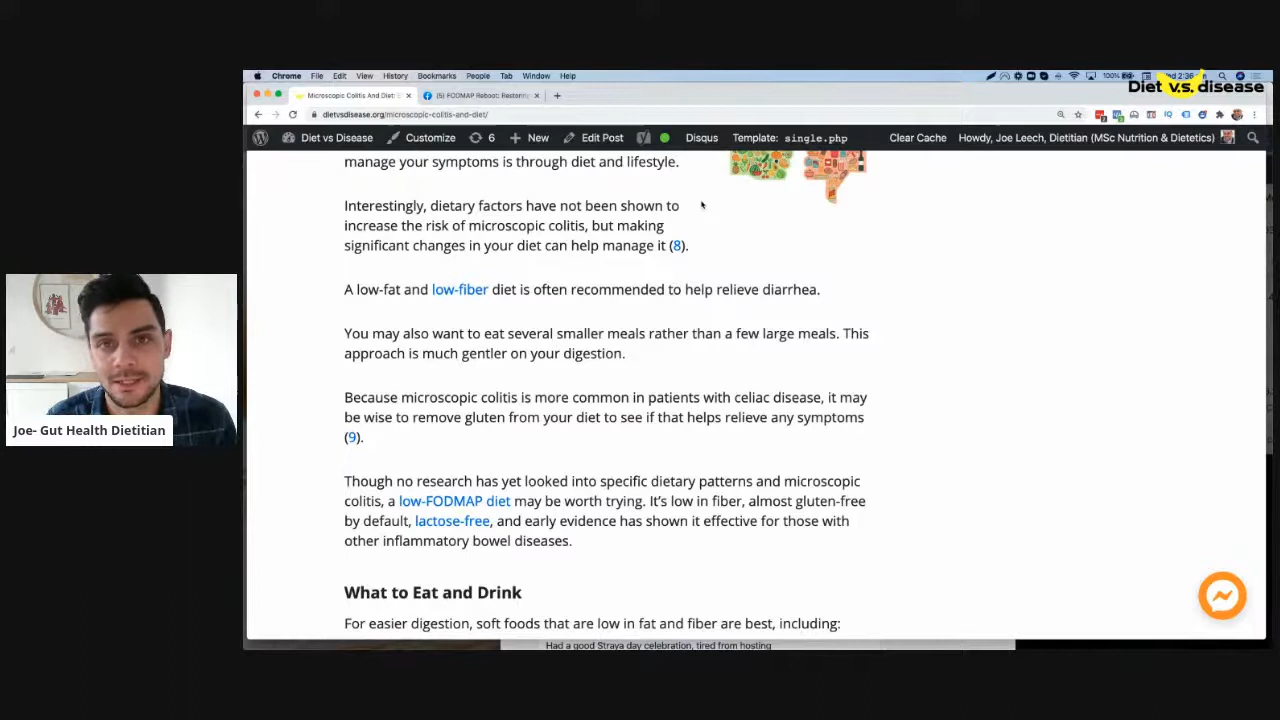 Chrome File Edit View History Bookmarks People Tab Window Help
100%
Diet v.s. disease
Microscopic Colitis And Diet: E
(5) FODMAP Reboot: Restoring
dietvsdisease.org/microscopic-colitis-and-diet/
Diet vs Disease Customize 6 New Edit Post Disqus Template: single.php Clear Cache Howdy, Joe Leech, Dietitian (MSc Nutrition & Dietetics)
manage your symptoms is through diet and lifestyle.
Interestingly, dietary factors have not been shown to
increase the risk of microscopic colitis, but making
significant changes in your diet can help manage it (8).
A low-fat and low-fiber diet is often recommended to help relieve diarrhea.
You may also want to eat several smaller meals rather than a few large meals. This
approach is much gentler on your digestion.
Because microscopic colitis is more common in patients with celiac disease, it may
be wise to remove gluten from your diet to see if that helps relieve any symptoms
(9).
Though no research has yet looked into specific dietary patterns and microscopic
colitis, a low-FODMAP diet may be worth trying. It's low in fiber, almost gluten-free
by default, lactose-free, and early evidence has shown it effective for those with
other inflammatory bowel diseases.
What to Eat and Drink
For easier digestion, soft foods that are low in fat and fiber are best, including:
Had a good Straya day celebration, tired from hosting
Joe- Gut Health Dietitian